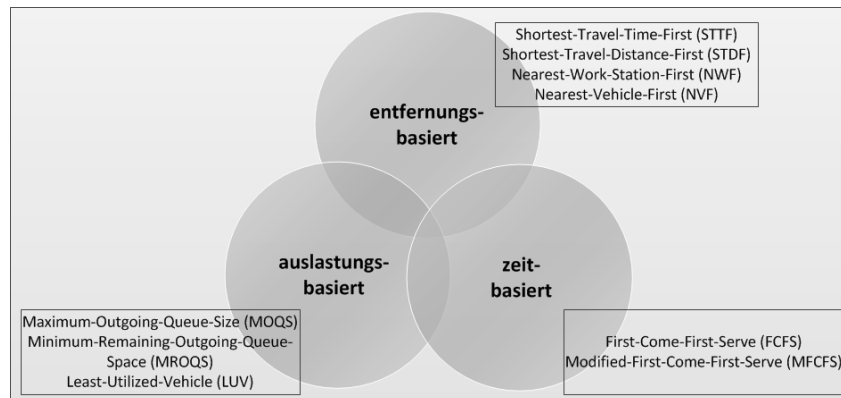 Shortest-Travel-Time-First (STTF)
Shortest-Travel-Distance-First (STDF)
Nearest-Work-Station-First (NWF)
Nearest-Vehicle-First (NVF)
entfernungs-
basiert
auslastungs-
basiert
zeit-
basiert
Maximum-Outgoing-Queue-Size (MOQS)
Minimum-Remaining-Outgoing-Queue-
Space (MROQS)
Least-Utilized-Vehicle (LUV)
First-Come-First-Serve (FCFS)
Modified-First-Come-First-Serve (MFCFS)